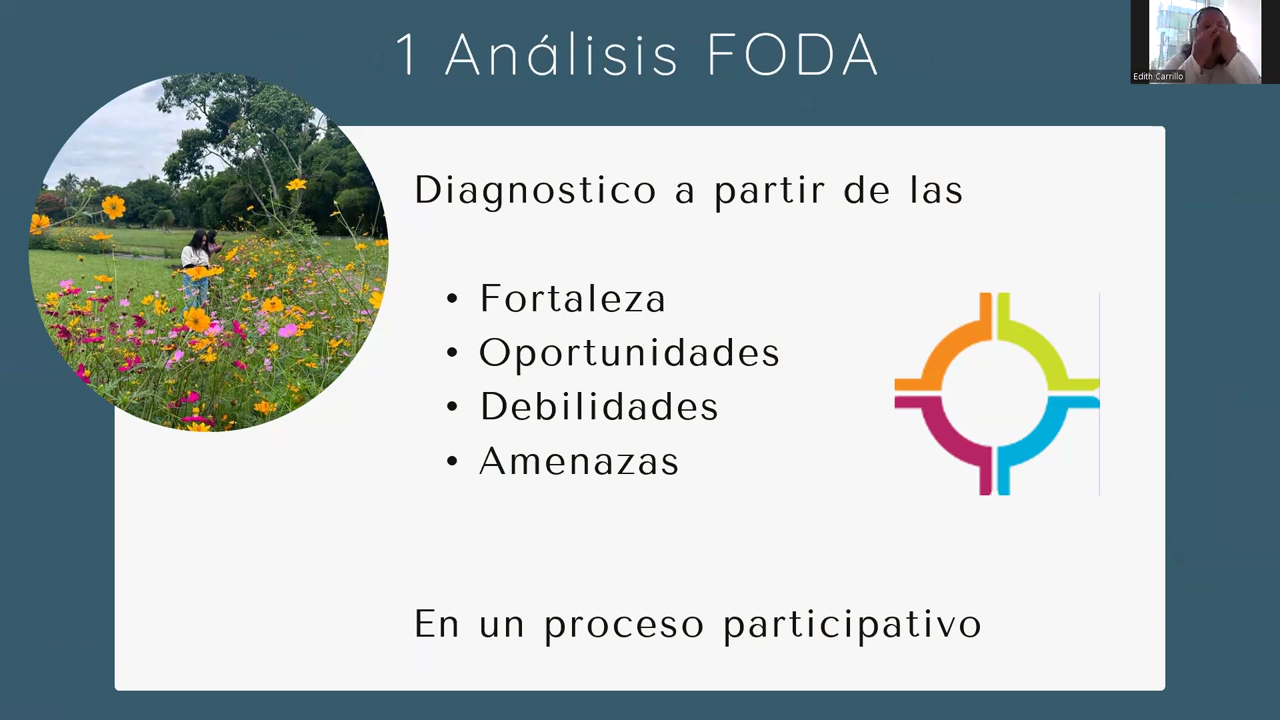 1 Análisis FODA
Edith Carrillo
Diagnostico a partir de las
• Fortaleza
• Oportunidades
• Debilidades
• Amenazas
En un proceso participativo